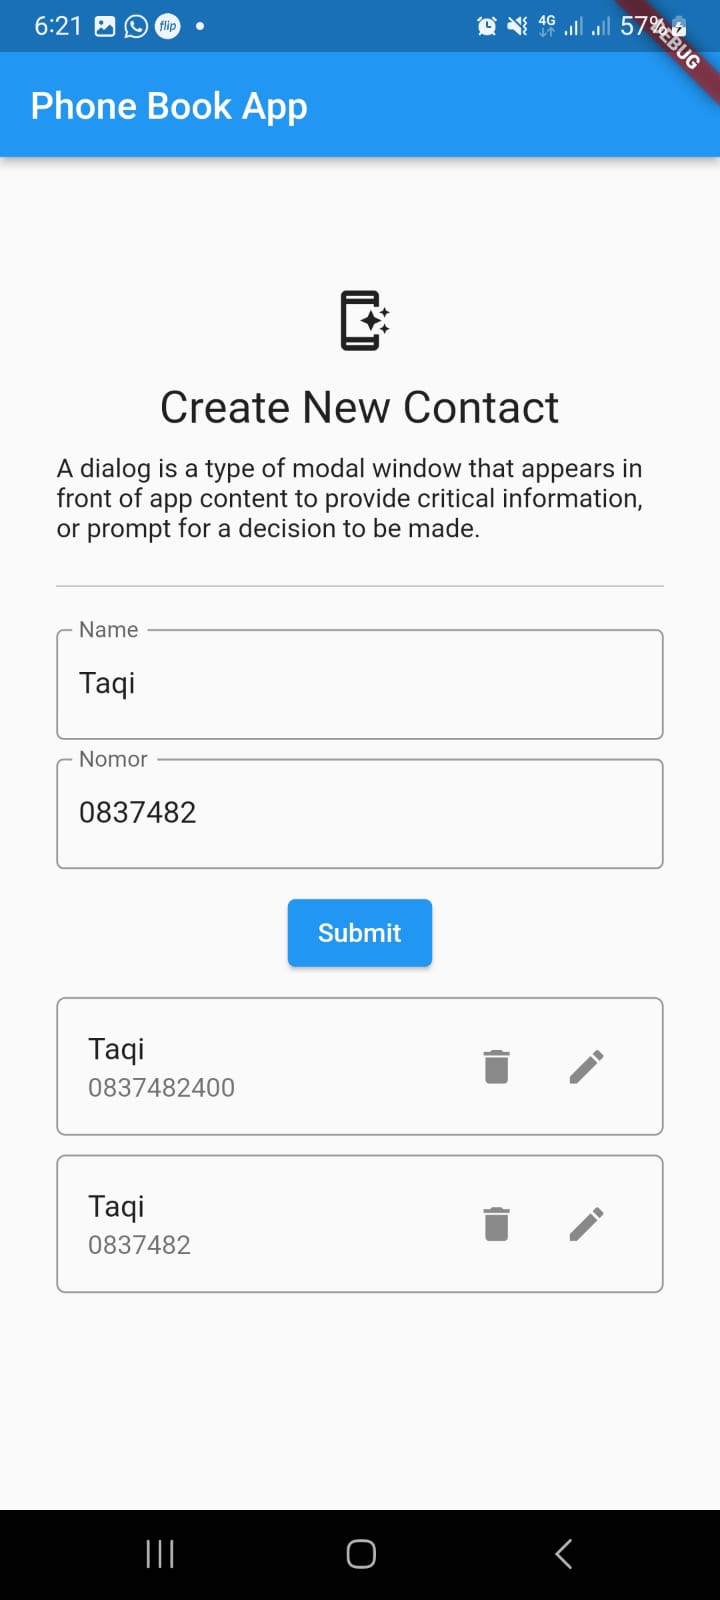 6:21 flip 4G 57%
DEBUG
Phone Book App
Create New Contact
A dialog is a type of modal window that appears in
front of app content to provide critical information,
or prompt for a decision to be made.
Name
Taqi
Nomor
0837482
Submit
Taqi
0837482400
Taqi
0837482